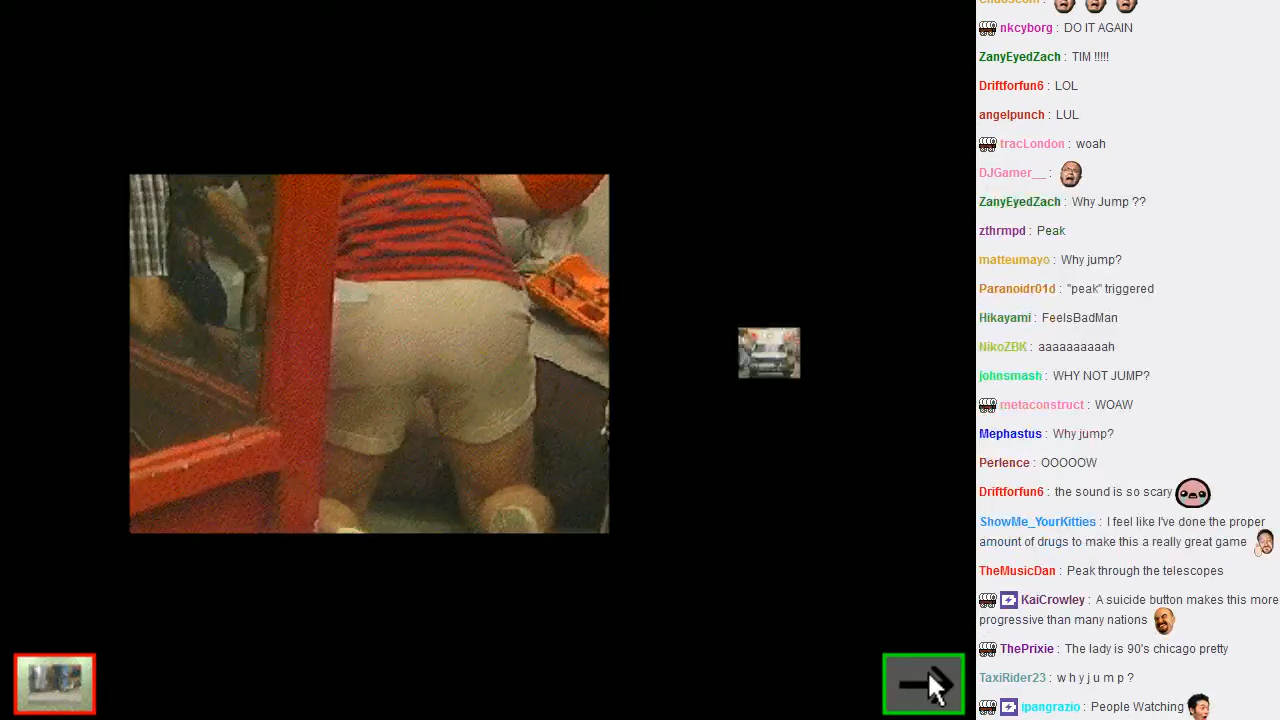 nkcyborg : DO IT AGAIN
ZanyEyedZach : TIM !!!!!
Driftforfun6 : LOL
angelpunch : LUL
tracLondon : woah
DJGamer__ :
ZanyEyedZach : Why Jump ??
zthrmpd : Peak
matteumayo : Why jump?
Paranoidr01d : "peak" triggered
Hikayami : FeelsBadMan
NikoZBK : aaaaaaaaah
johnsmash : WHY NOT JUMP?
metaconstruct : WOAW
Mephastus : Why jump?
Perlence : OOOOOW
Driftforfun6 : the sound is so scary
ShowMe_YourKitties : I feel like I've done the proper
amount of drugs to make this a really great game
TheMusicDan : Peak through the telescopes
KaiCrowley : A suicide button makes this more
progressive than many nations
ThePrixie : The lady is 90's chicago pretty
TaxiRider23 : w h y j u m p ?
ipangrazio : People Watching